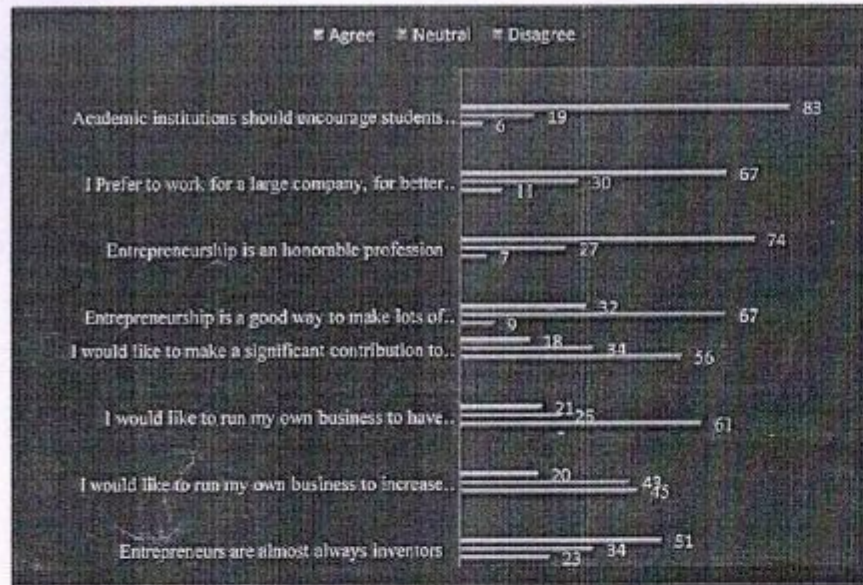 Agree Neutral Disagree
Academic institutions should encourage students..
83
19
6
I Prefer to work for a large company, for better..
67
30
11
Entrepreneurship is an honorable profession
74
27
7
Entrepreneurship is a good way to make lots of..
32
67
9
I would like to make a significant contribution to..
18
34
56
I would like to run my own business to have..
21
61
I would like to run my own business to increase..
20
43
45
Entrepreneurs are almost always inventors
51
34
23